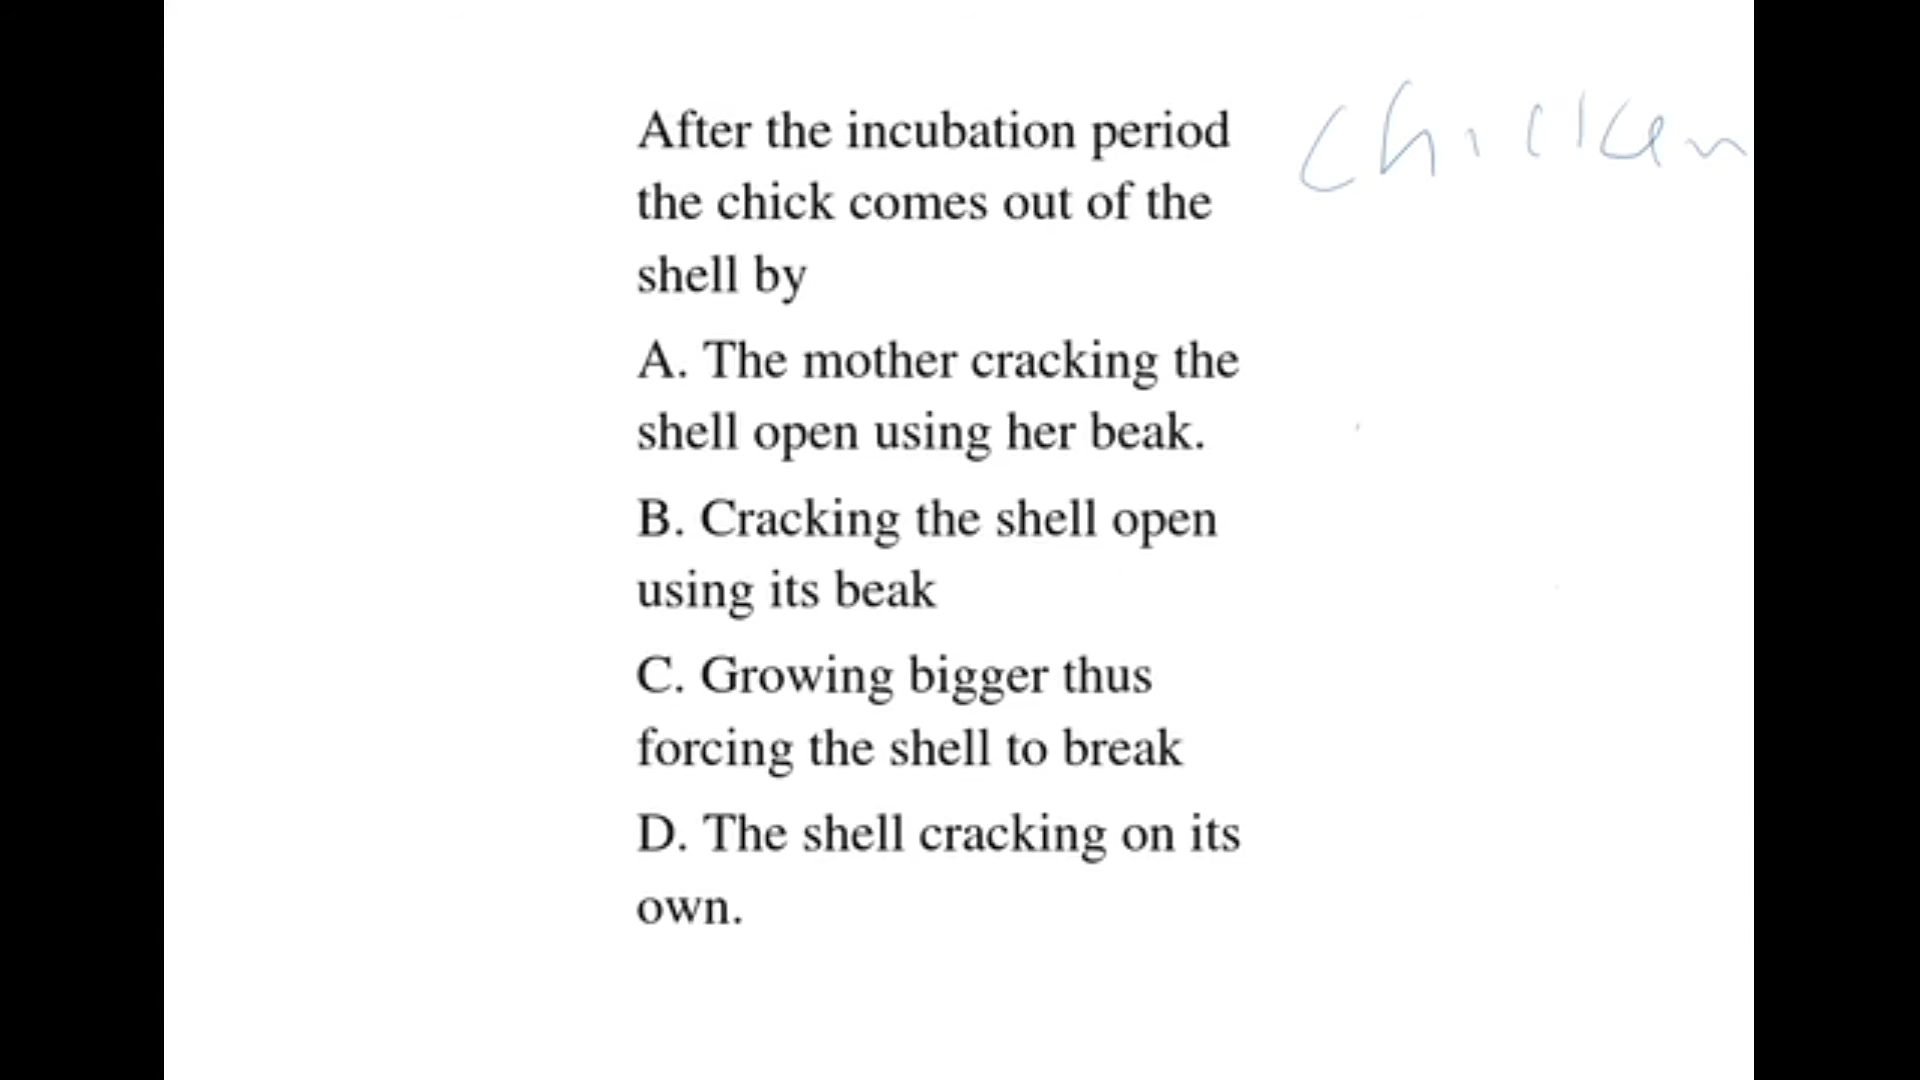 After the incubation period
the chick comes out of the
shell by
A. The mother cracking the
shell open using her beak.
B. Cracking the shell open
using its beak
C. Growing bigger thus
forcing the shell to break
D. The shell cracking on its
own.
chicken